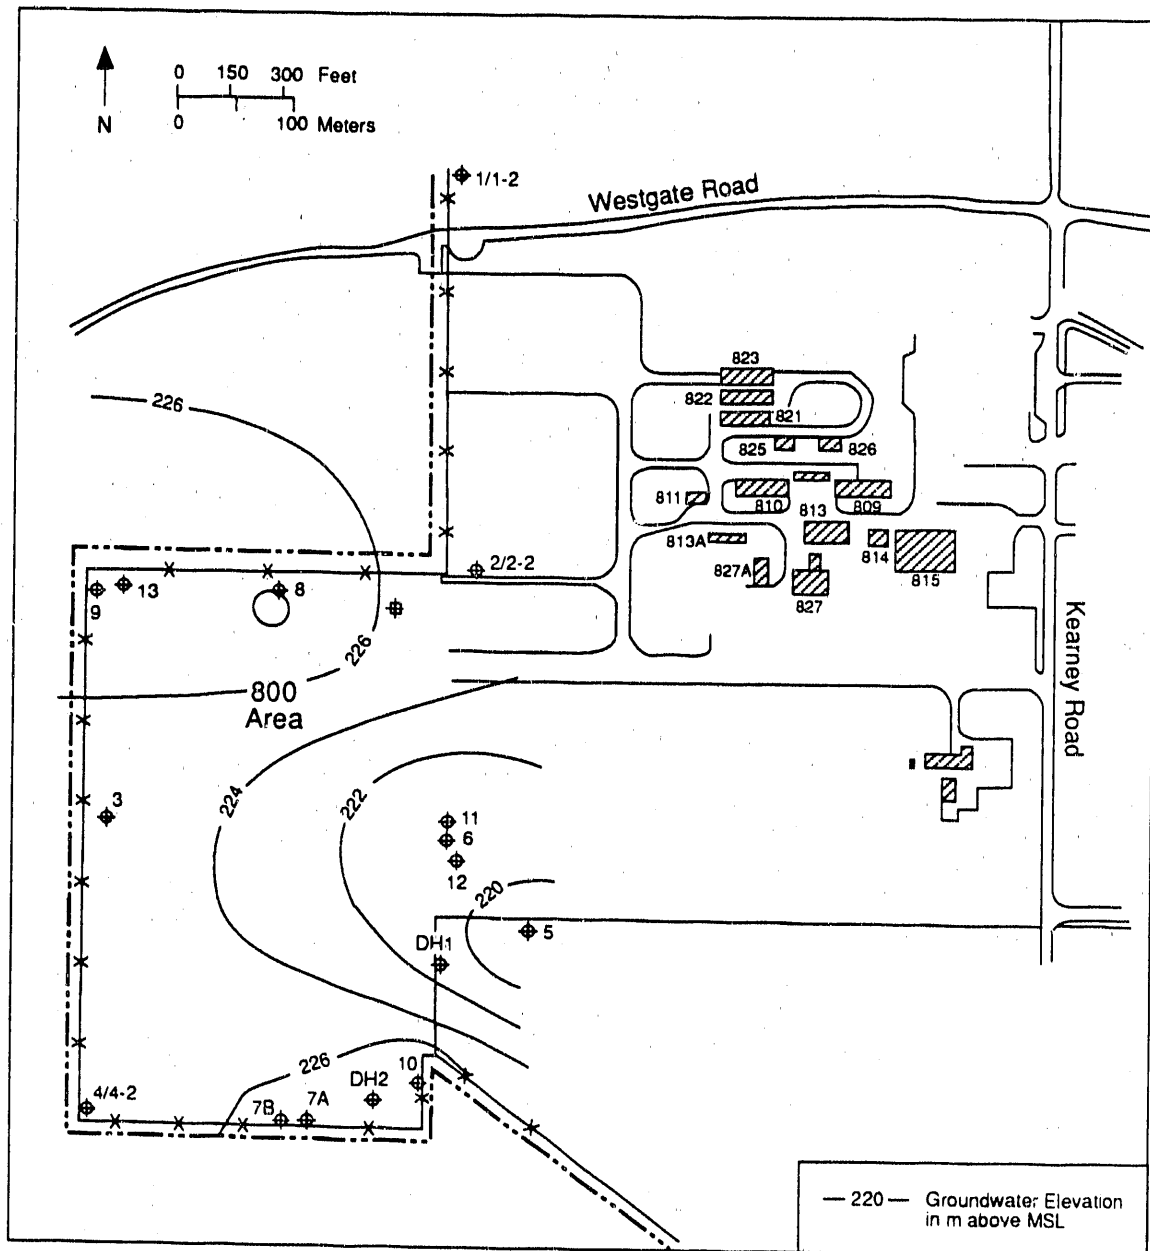 0 150 300 Feet
0 100 Meters
N
1/1-2
Westgate Road
823
822
821
825
826
811
810
809
813
813A
814
815
827A
827
226
2/2-2
13
9
8
226
800
Area
Kearney Road
3
224
222
11
6
12
220
5
DH1
226
10
DH2
4/4-2
7B
7A
220 Groundwater Elevation
in m above MSL